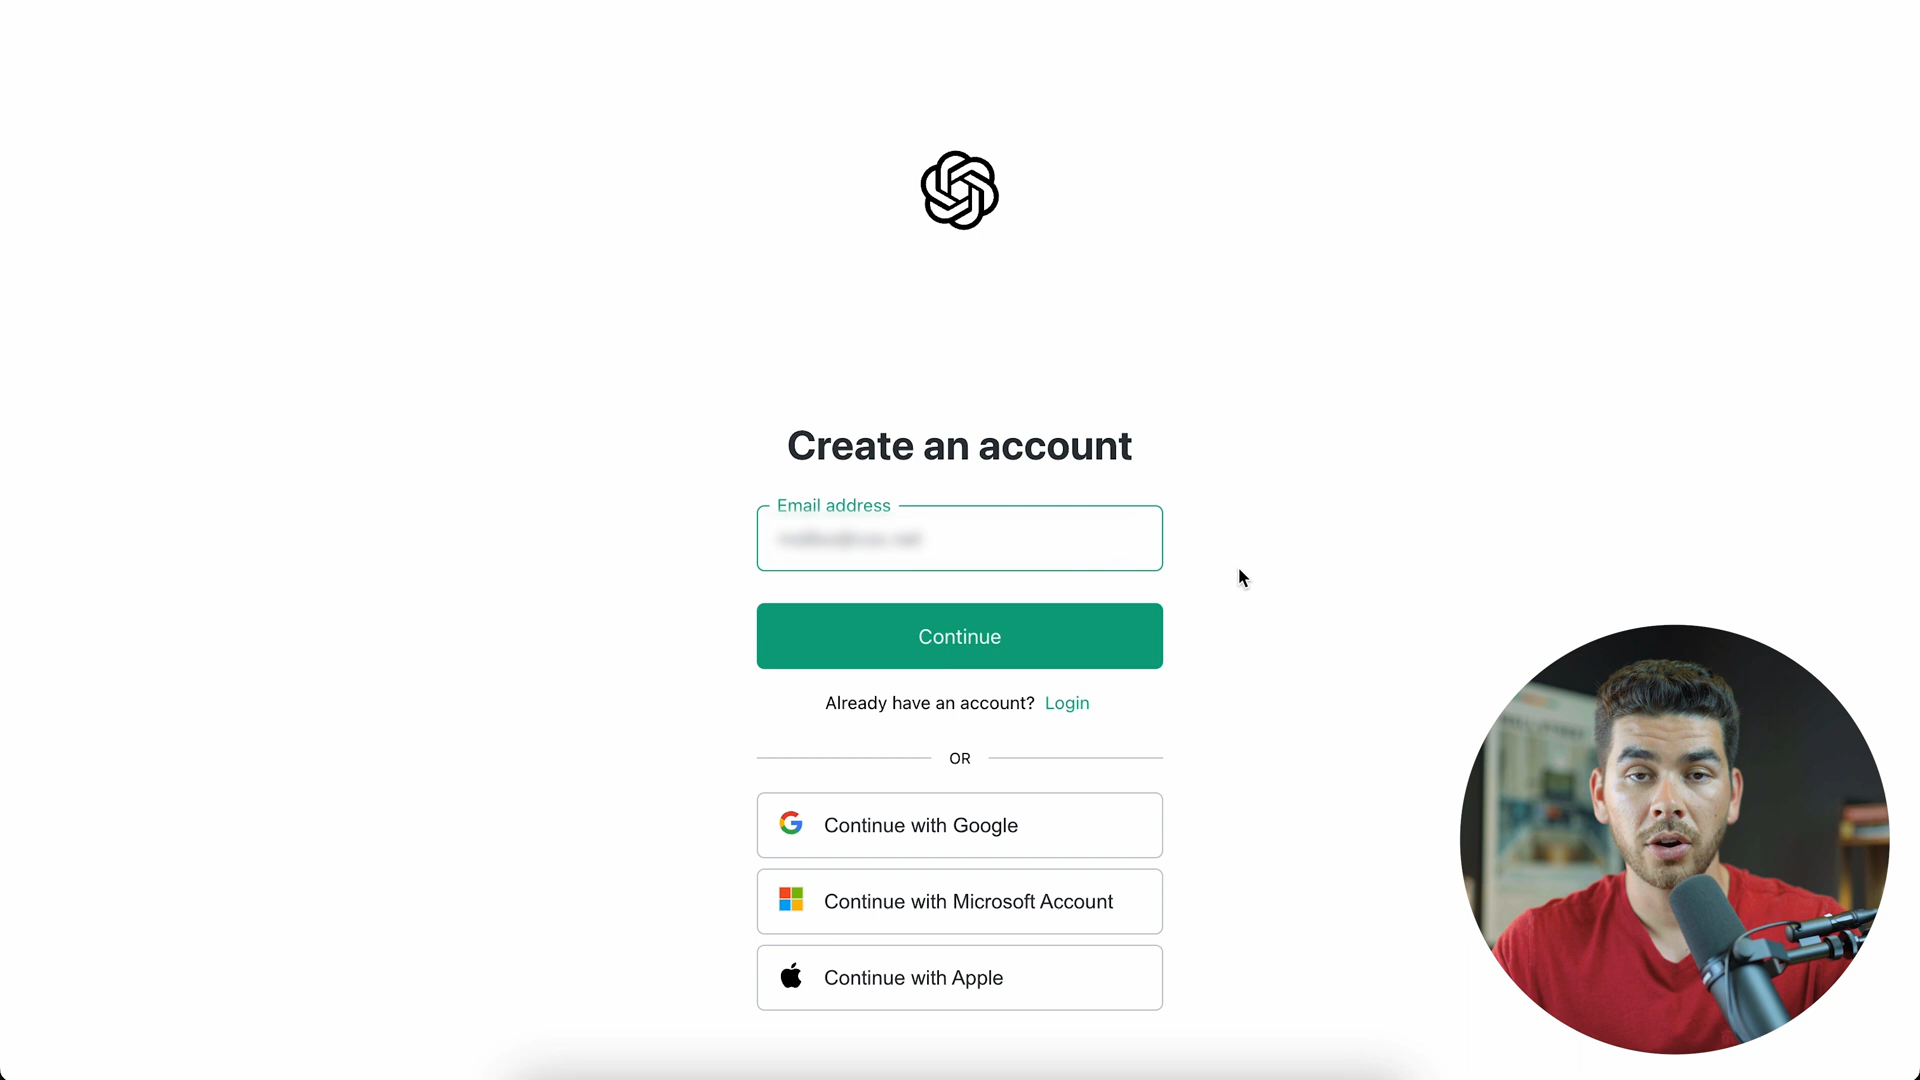 Create an account
Email address
Continue
Already have an account? Login
OR
Continue with Google
Continue with Microsoft Account
Continue with Apple